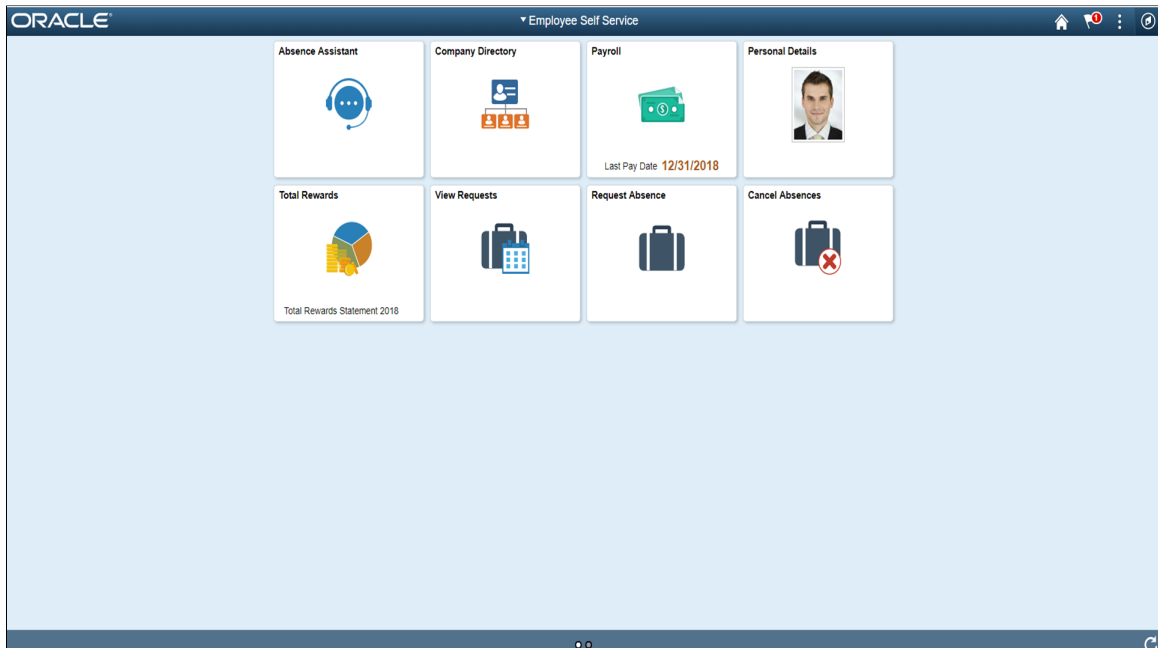 ORACLE
Employee Self Service
1
Absence Assistant
Company Directory
Payroll
Personal Details
Last Pay Date 12/31/2018
Total Rewards
View Requests
Request Absence
Cancel Absences
Total Rewards Statement 2018